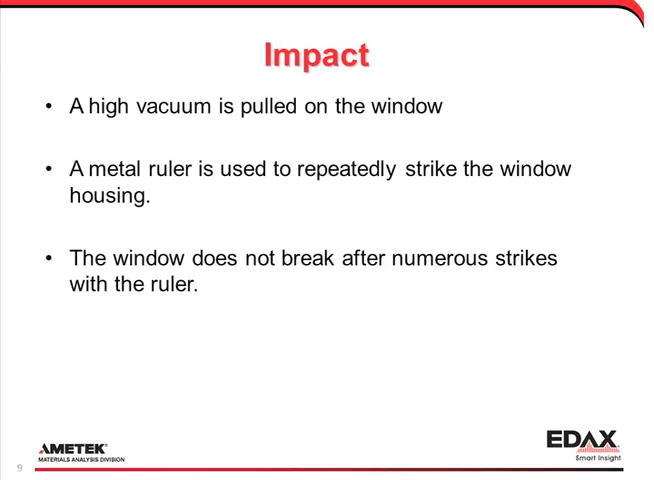 Impact
• A high vacuum is pulled on the window
• A metal ruler is used to repeatedly strike the window
housing.
• The window does not break after numerous strikes
with the ruler.
AMETEK®
MATERIALS ANALYSIS DIVISION
EDAX
Smart Insight
9